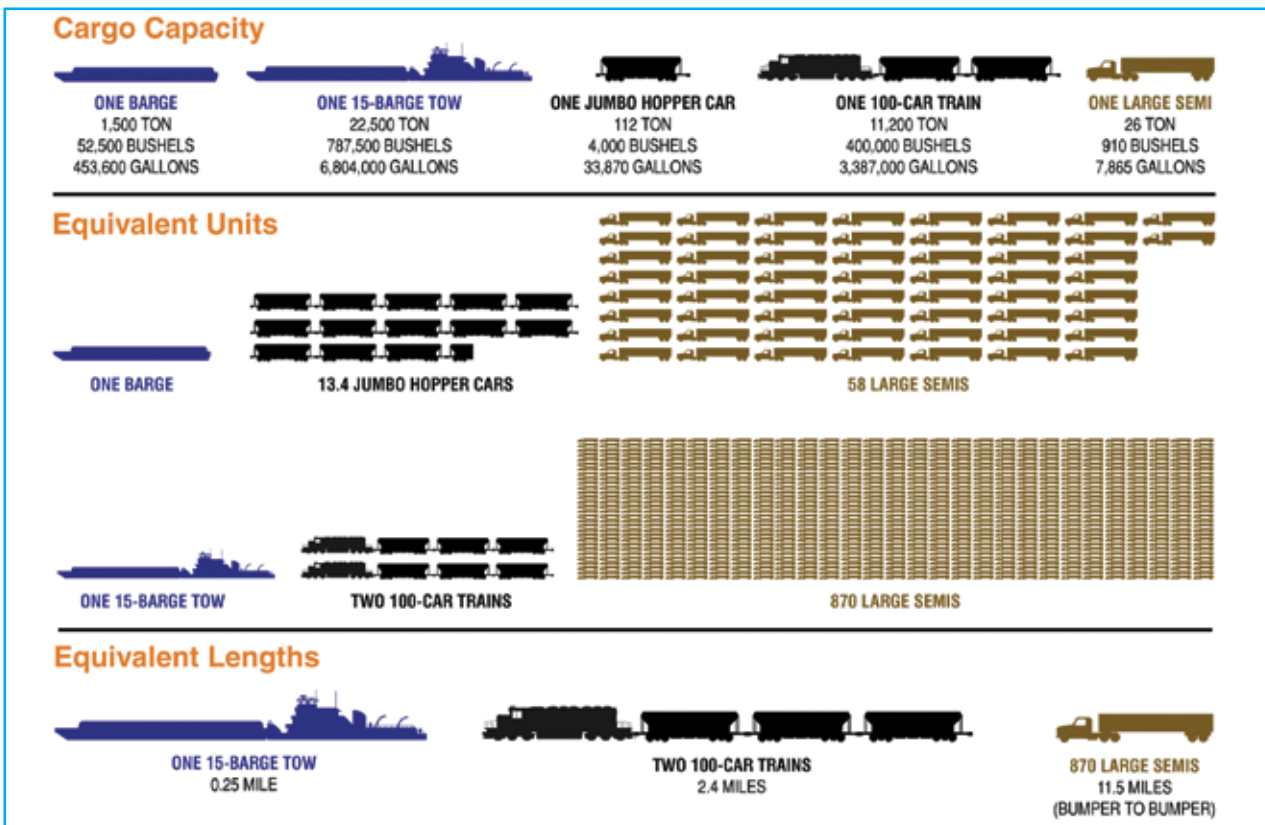 Cargo Capacity
ONE BARGE
1,500 TON
52,500 BUSHELS
453,600 GALLONS
ONE 15-BARGE TOW
22,500 TON
787,500 BUSHELS
6,804,000 GALLONS
ONE JUMBO HOPPER CAR
112 TON
4,000 BUSHELS
33,870 GALLONS
ONE 100-CAR TRAIN
11,200 TON
400,000 BUSHELS
3,387,000 GALLONS
ONE LARGE SEMI
26 TON
910 BUSHELS
7,865 GALLONS
Equivalent Units
ONE BARGE
13.4 JUMBO HOPPER CARS
58 LARGE SEMIS
ONE 15-BARGE TOW
TWO 100-CAR TRAINS
870 LARGE SEMIS
Equivalent Lengths
ONE 15-BARGE TOW
0.25 MILE
TWO 100-CAR TRAINS
2.4 MILES
870 LARGE SEMIS
11.5 MILES
(BUMPER TO BUMPER)